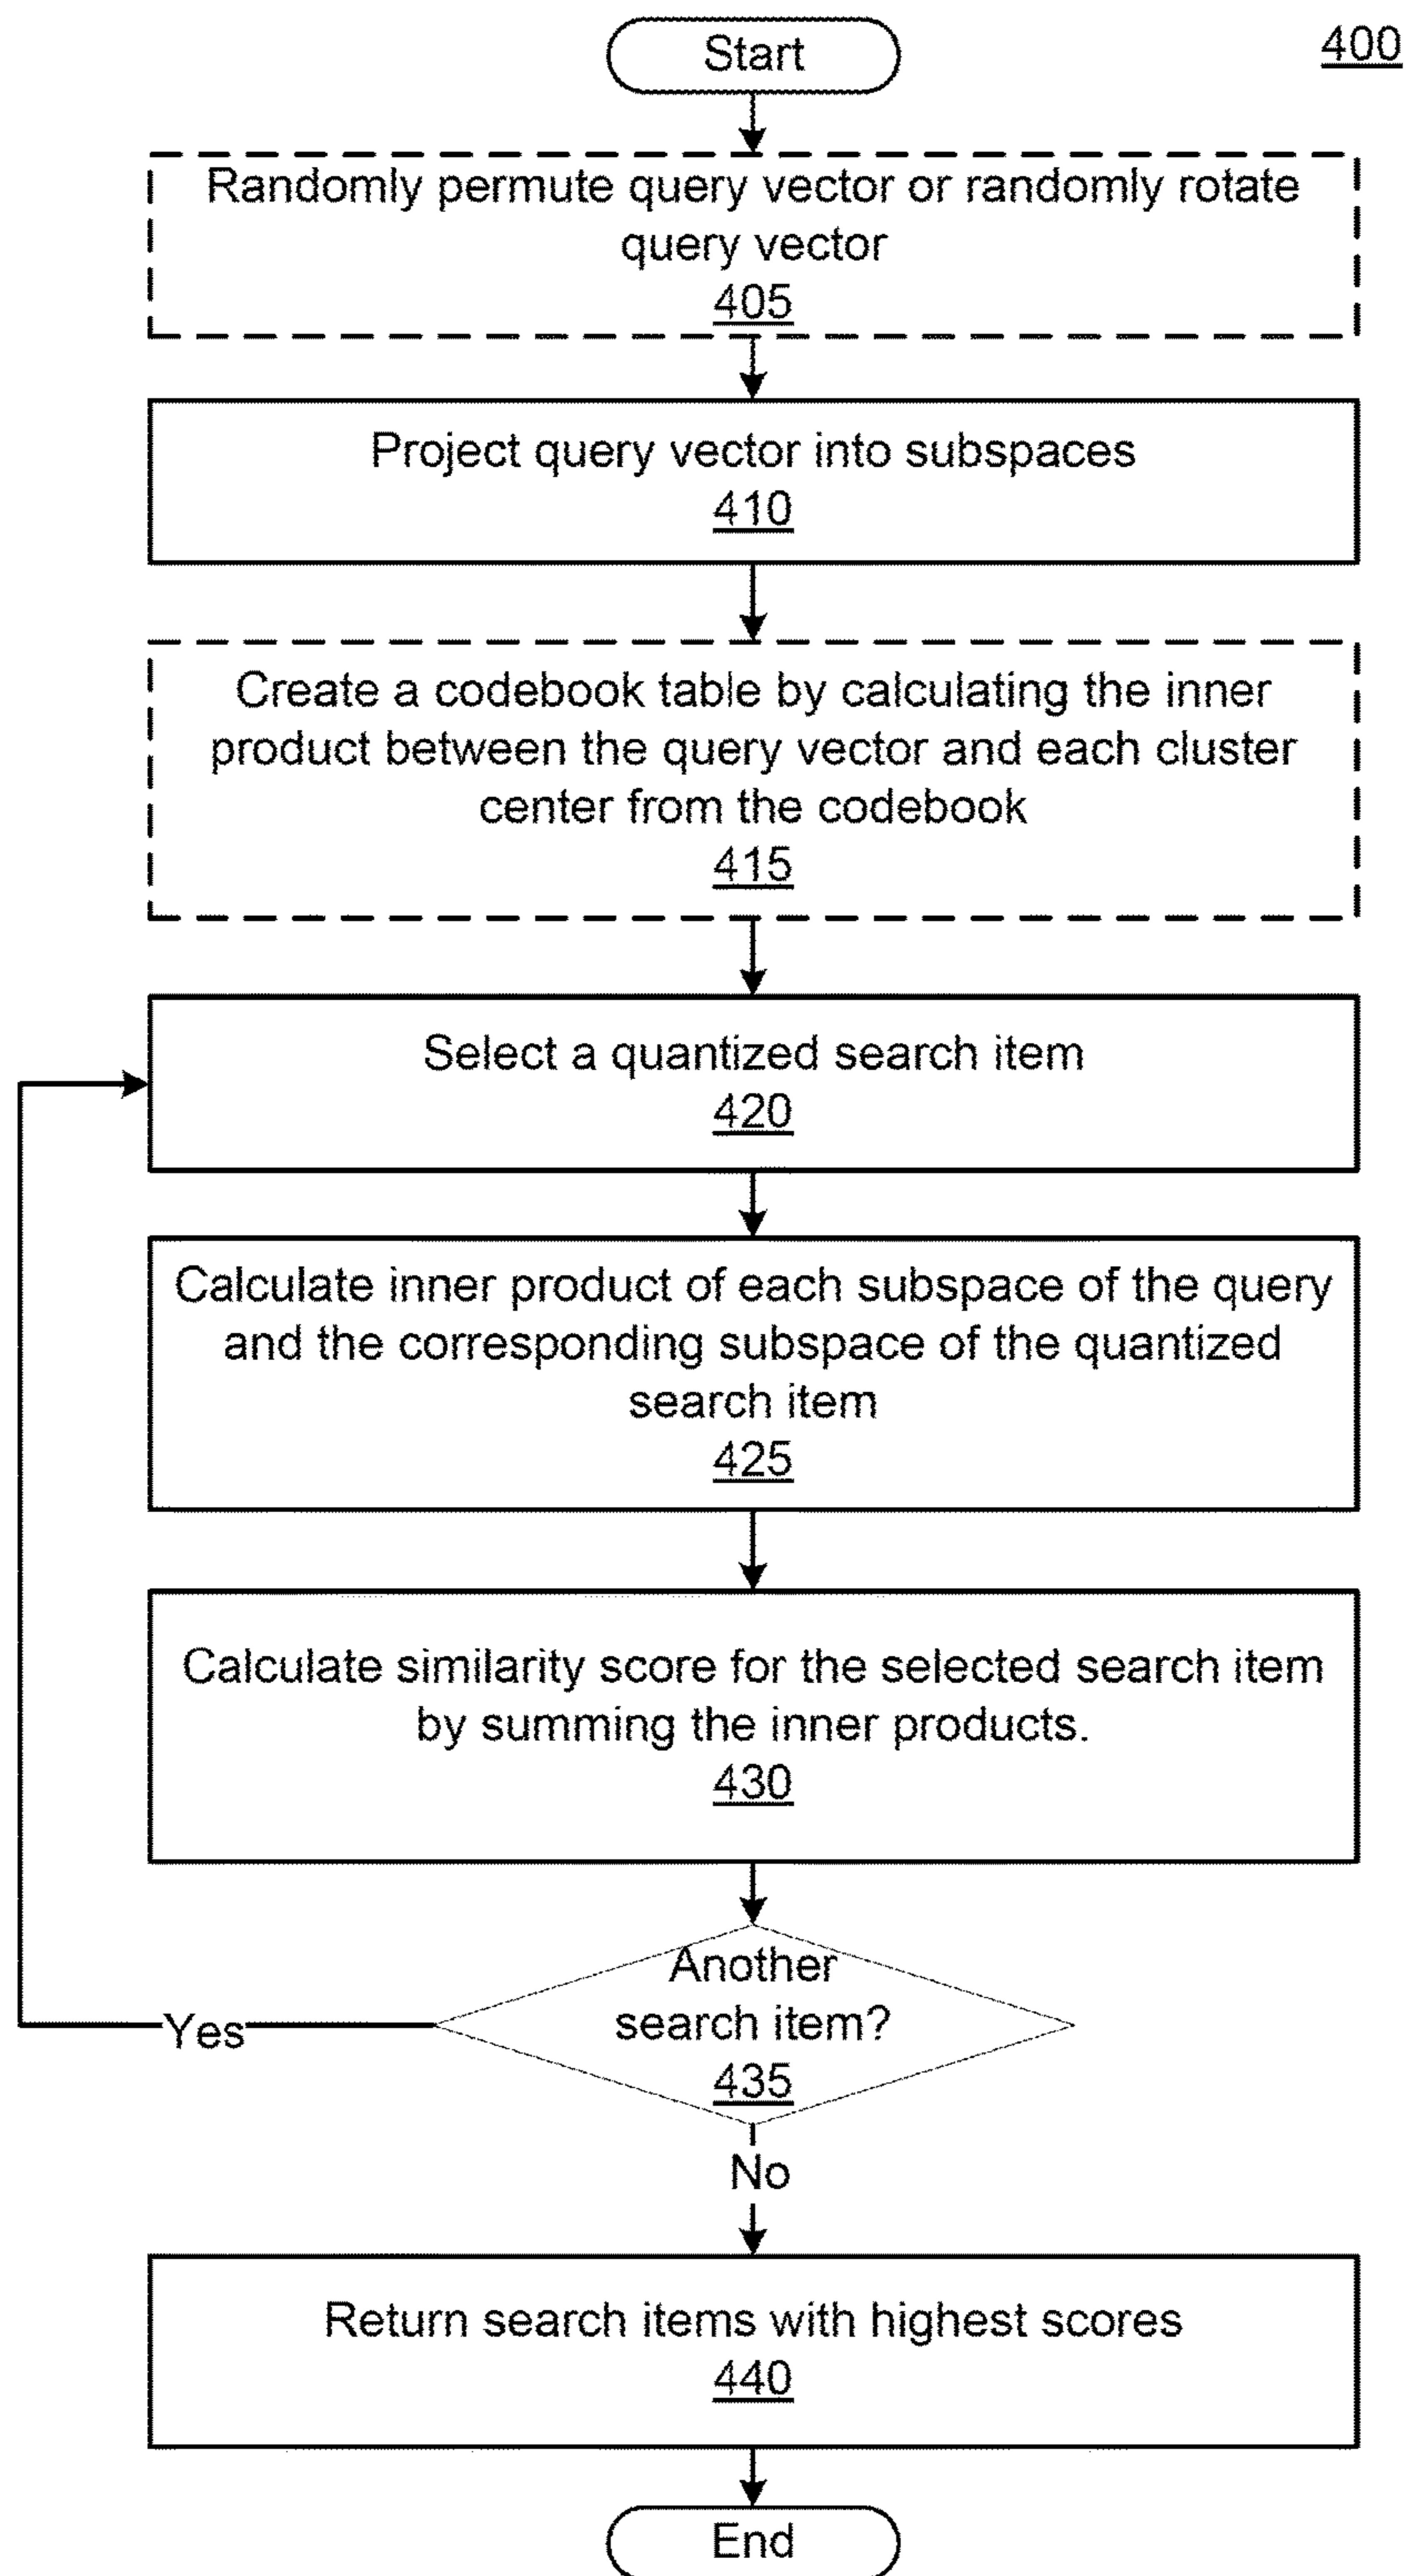 400
Start
Randomly permute query vector or randomly rotate
query vector
405
Project query vector into subspaces
410
Create a codebook table by calculating the inner
product between the query vector and each cluster
center from the codebook
415
Select a quantized search item
420
Calculate inner product of each subspace of the query
and the corresponding subspace of the quantized
search item
425
Calculate similarity score for the selected search item
by summing the inner products.
430
Another
search item?
435
Yes
No
Return search items with highest scores
440
End